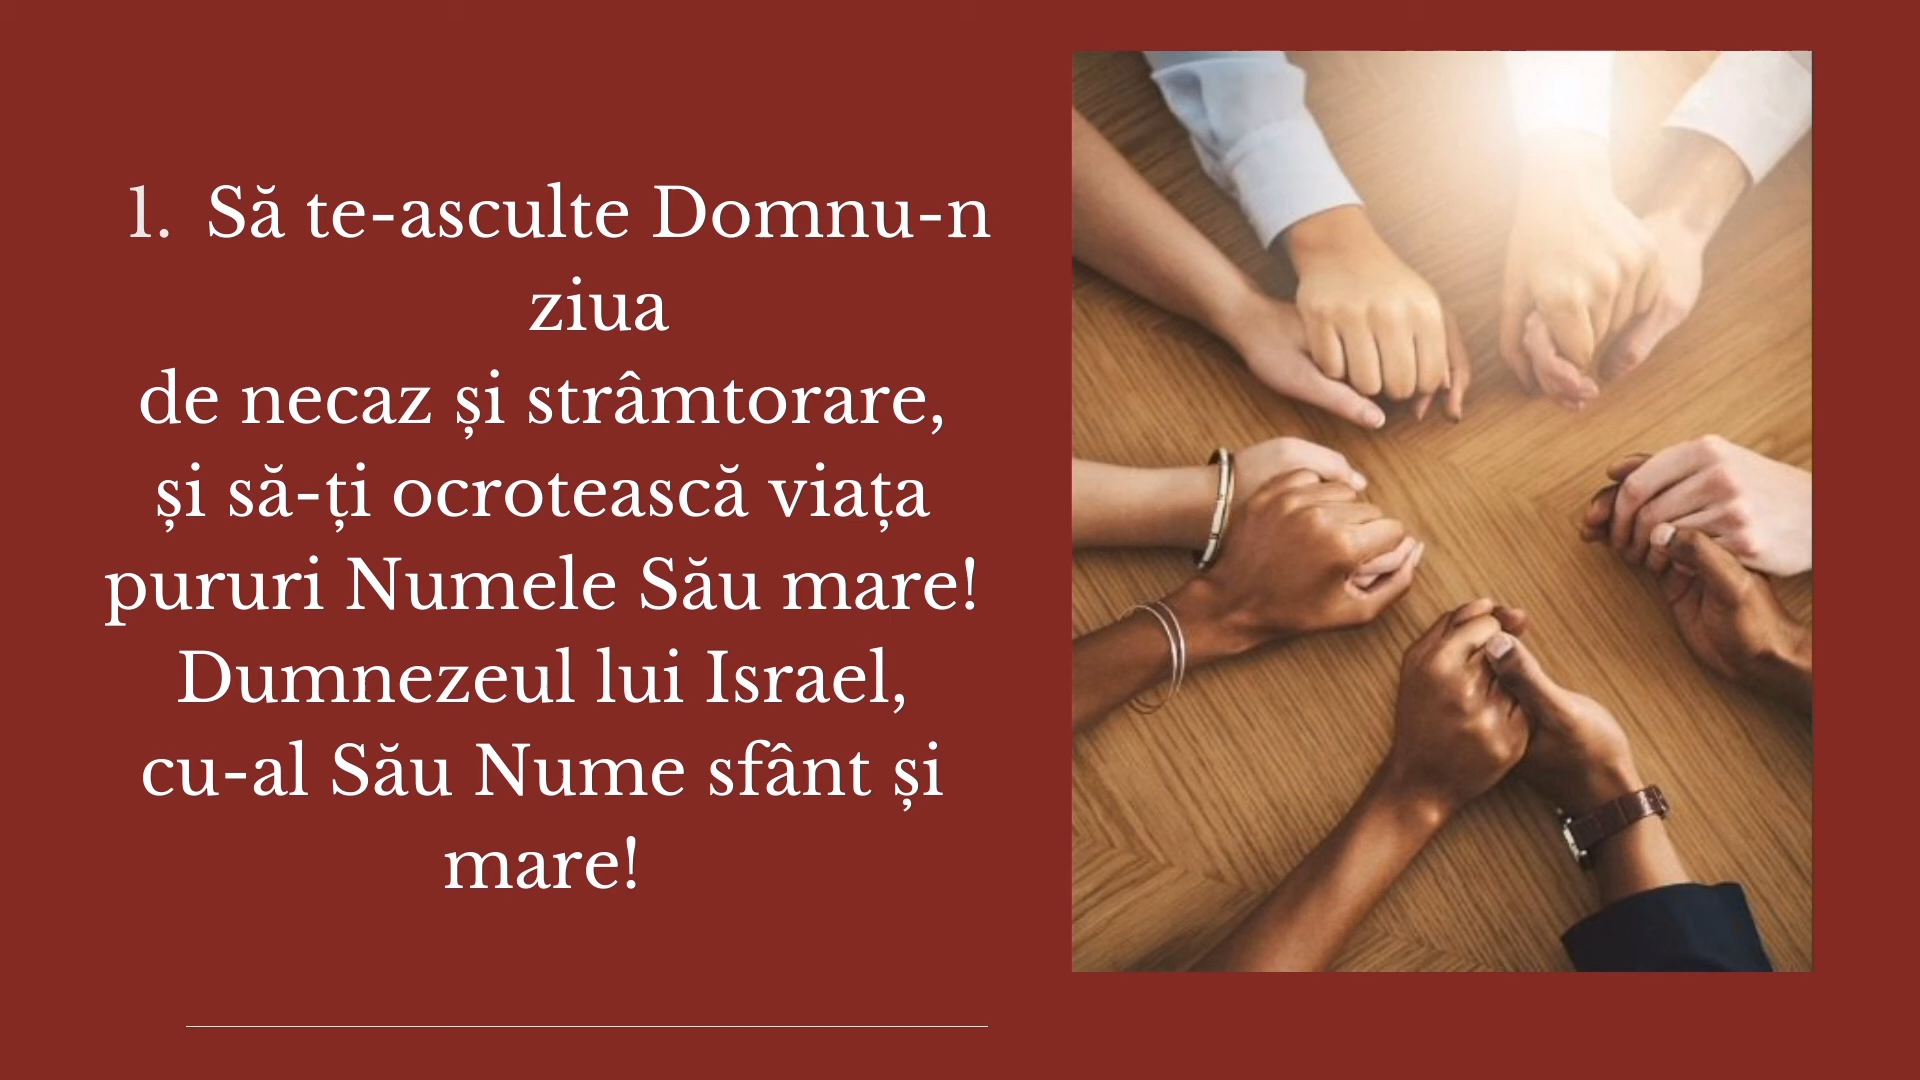 1. Să te-asculte Domnu-n
ziua
de necaz și strâmtorare,
și să-ți ocrotească viața
pururi Numele Său mare!
Dumnezeul lui Israel,
cu-al Său Nume sfânt și
mare!